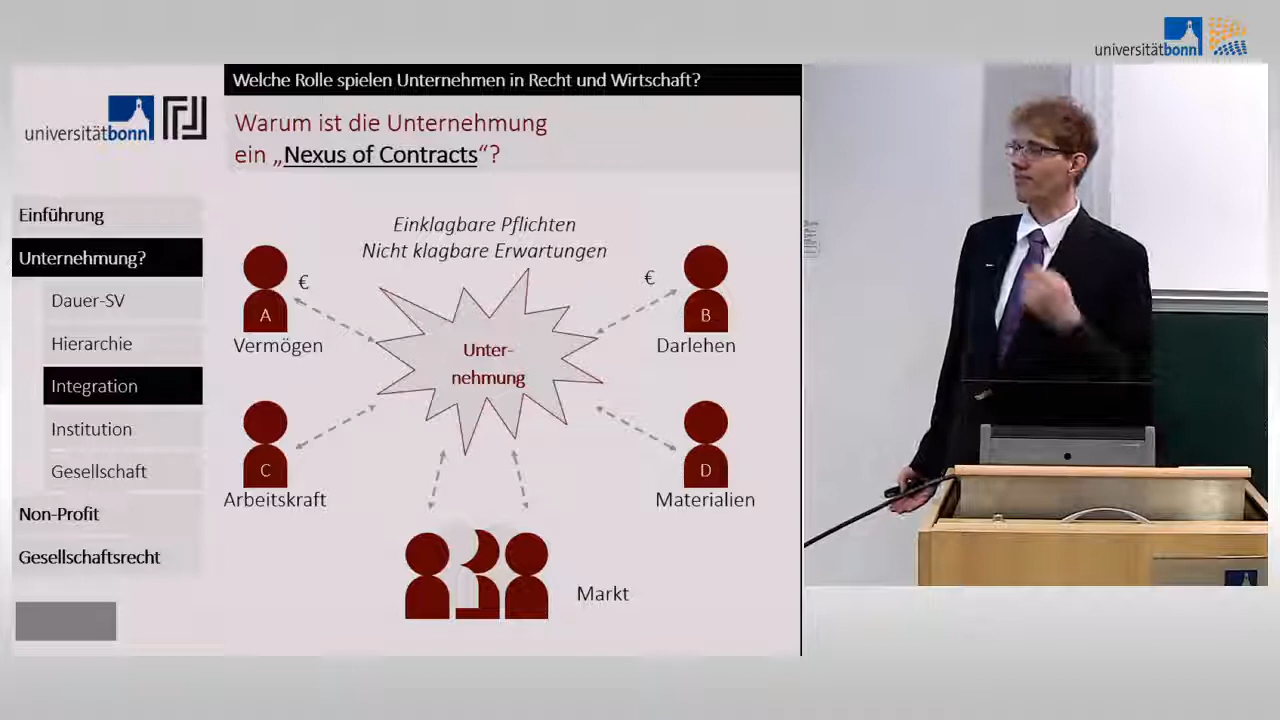 universitätbonn
universitätbonn
Welche Rolle spielen Unternehmen in Recht und Wirtschaft?
Warum ist die Unternehmung
ein „Nexus of Contracts“?
Einführung
Unternehmung?
Dauer-SV
Hierarchie
Integration
Institution
Gesellschaft
Non-Profit
Gesellschaftsrecht
Einklagbare Pflichten
Nicht klagbare Erwartungen
€
€
A
B
Vermögen
Darlehen
Unter-
nehmung
C
D
Arbeitskraft
Materialien
Markt